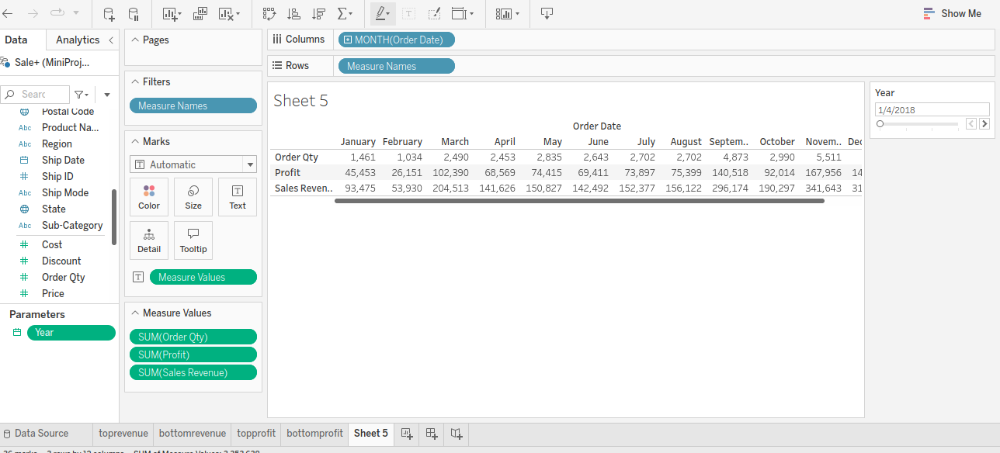 Show Me
Data
Analytics
Pages
Columns
MONTH(Order Date)
Sale+ (MiniProj...
Rows
Measure Names
Filters
Measure Names
Searc
Postal Code
Abc Product Na...
Abc Region
Ship Date
Ship ID
Abc Ship Mode
State
Abc Sub-Category
Cost
Discount
Order Qty
Price
Parameters
Year
Marks
Automatic
Color
Size
Text
Detail
Tooltip
Measure Values
Measure Values
SUM(Order Qty)
SUM(Profit)
SUM(Sales Revenue)
Sheet 5
Order Date
January February March April May June July August Septem.. October Novem.. Dec
Order Qty 1,461 1,034 2,490 2,453 2,835 2,643 2,702 2,702 4,873 2,990 5,511
Profit 45,453 26,151 102,390 68,569 74,415 69,411 73,897 75,399 140,518 92,014 167,956 14
Sales Reven.. 93,475 53,930 204,513 141,626 150,827 142,492 152,377 156,122 296,174 190,297 341,643 31
Year
1/4/2018
Data Source toprevenue bottomrevenue topprofit bottomprofit Sheet 5